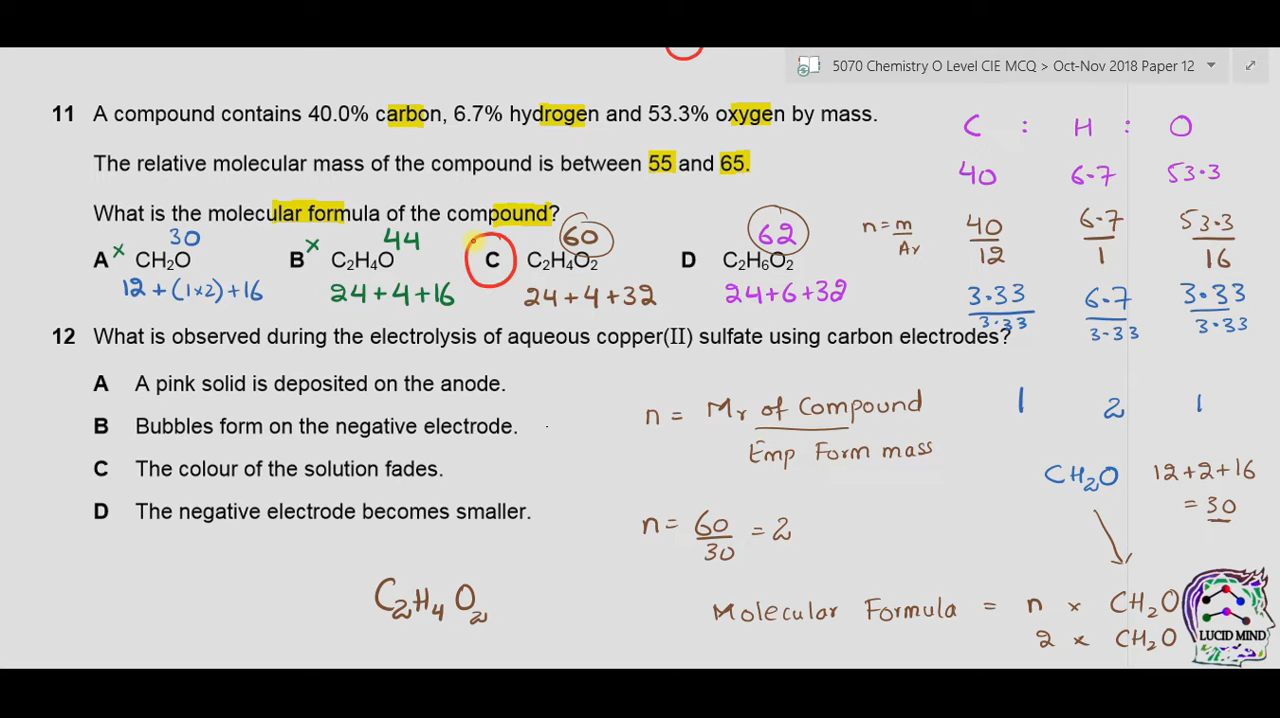 5070 Chemistry O Level CIE MCQ > Oct-Nov 2018 Paper 12
11 A compound contains 40.0% carbon, 6.7% hydrogen and 53.3% oxygen by mass.
C : H : O
The relative molecular mass of the compound is between 55 and 65.
40 6.7 53.3
What is the molecular formula of the compound?
n = m/Ar 40/12 6.7/1 53.3/16
× 30 × 44 60 62
A CH₂O B C₂H₄O C C₂H₄O₂ D C₂H₆O₂
12 + (1×2) + 16 24 + 4 + 16 24 + 4 + 32 24 + 6 + 32
3.33/3.33 6.7/3.33 3.33/3.33
12 What is observed during the electrolysis of aqueous copper(II) sulfate using carbon electrodes?
A A pink solid is deposited on the anode.
B Bubbles form on the negative electrode.
C The colour of the solution fades.
D The negative electrode becomes smaller.
n = Mr of Compound
Emp Form mass
1 2 1
CH₂O 12+2+16
= 30
n = 60/30 = 2
C₂H₄O₂
Molecular Formula = n × CH₂O
2 × CH₂O
LUCID MIND